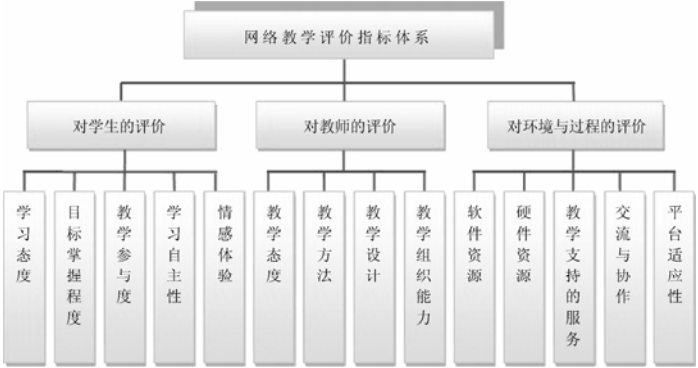 网络教学评价指标体系
对学生的评价
对教师的评价
对环境与过程的评价
学习态度
目标掌握程度
教学参与度
学习自主性
情感体验
教学态度
教学方法
教学设计
教学组织能力
软件资源
硬件资源
教学支持的服务
交流与协作
平台适应性